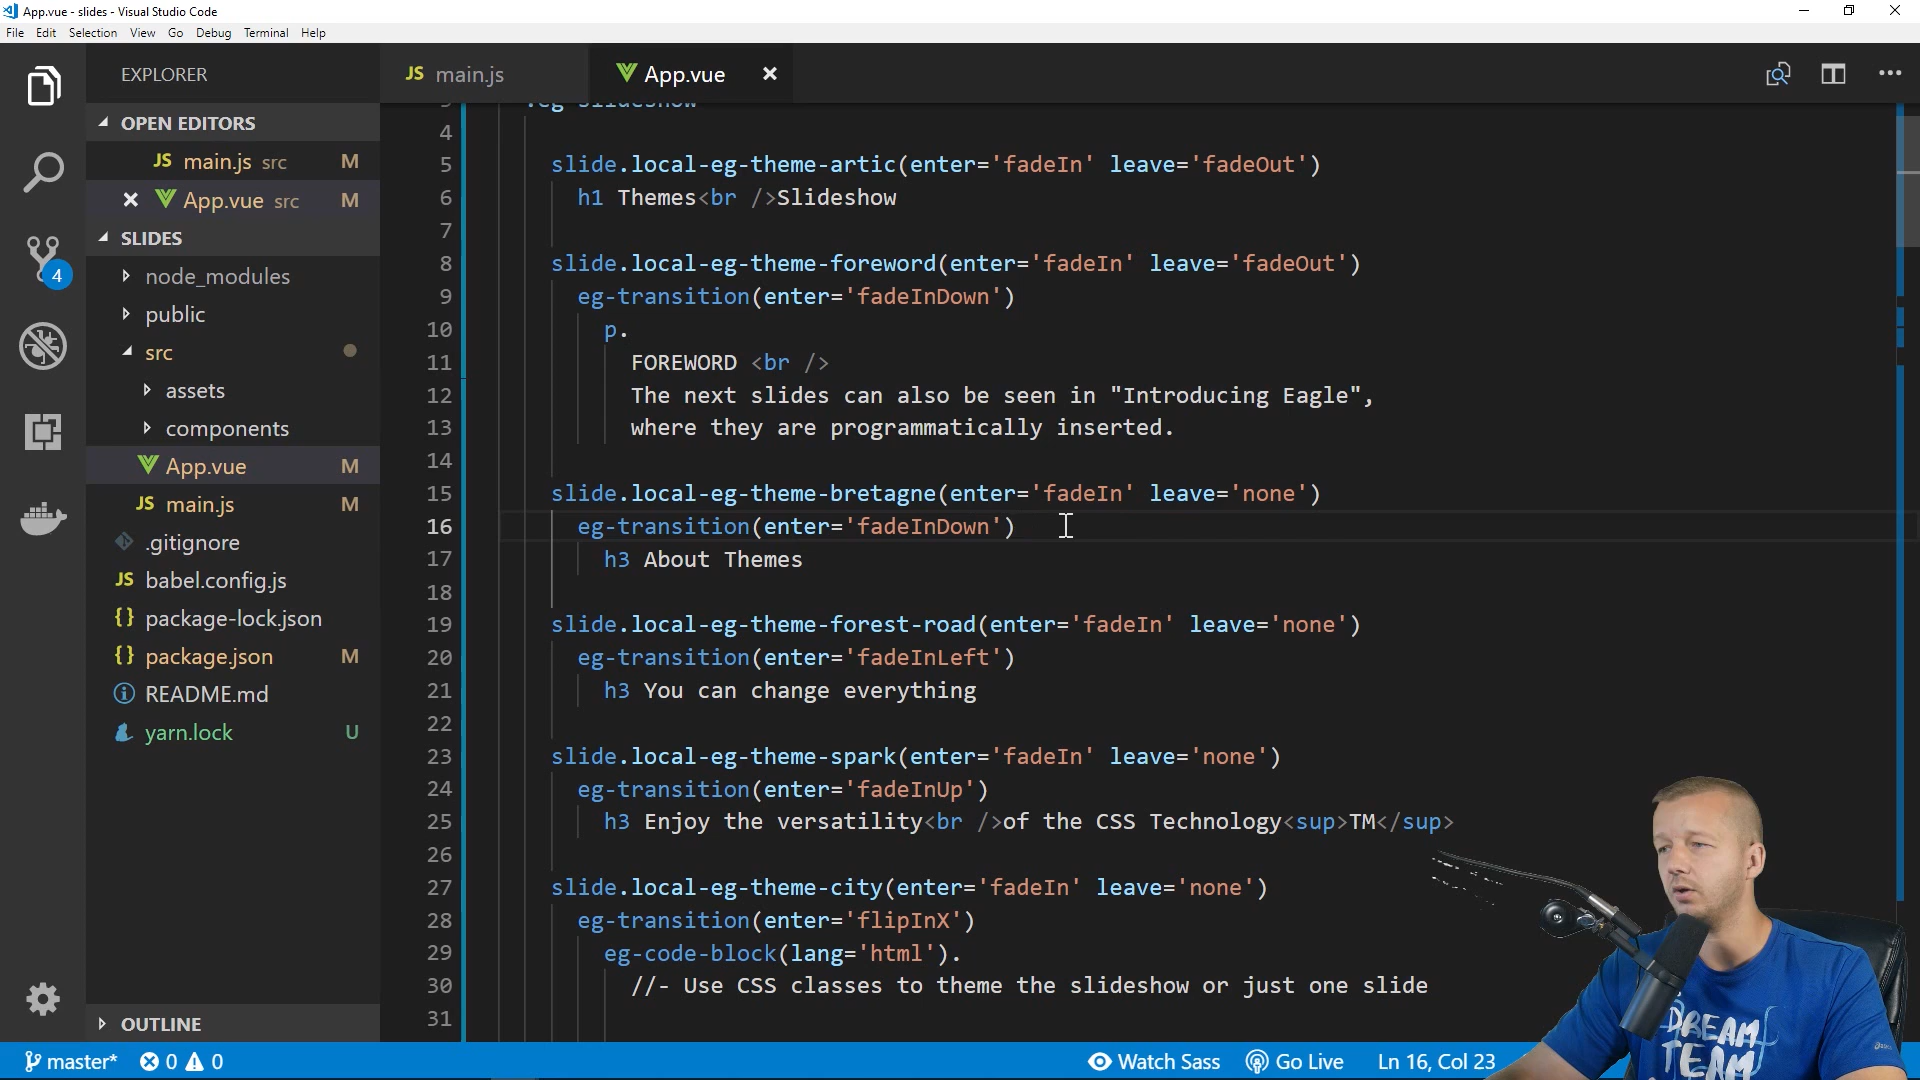 App.vue - slides - Visual Studio Code
File Edit Selection View Go Debug Terminal Help
EXPLORER
OPEN EDITORS
JS main.js src M
App.vue src M
SLIDES
node_modules
public
src
assets
components
App.vue M
JS main.js M
.gitignore
JS babel.config.js
{} package-lock.json
{} package.json M
README.md
yarn.lock U
OUTLINE
4
JS main.js
App.vue
4
5 slide.local-eg-theme-artic(enter='fadeIn' leave='fadeOut')
6 h1 Themes<br />Slideshow
7
8 slide.local-eg-theme-foreword(enter='fadeIn' leave='fadeOut')
9 eg-transition(enter='fadeInDown')
10 p.
11 FOREWORD <br />
12 The next slides can also be seen in "Introducing Eagle",
13 where they are programmatically inserted.
14
15 slide.local-eg-theme-bretagne(enter='fadeIn' leave='none')
16 eg-transition(enter='fadeInDown')
17 h3 About Themes
18
19 slide.local-eg-theme-forest-road(enter='fadeIn' leave='none')
20 eg-transition(enter='fadeInLeft')
21 h3 You can change everything
22
23 slide.local-eg-theme-spark(enter='fadeIn' leave='none')
24 eg-transition(enter='fadeInUp')
25 h3 Enjoy the versatility<br />of the CSS Technology<sup>TM</sup>
26
27 slide.local-eg-theme-city(enter='fadeIn' leave='none')
28 eg-transition(enter='flipInX')
29 eg-code-block(lang='html').
30 //- Use CSS classes to theme the slideshow or just one slide
31
DREAM
TEAM
master* 0 0
Watch Sass Go Live Ln 16, Col 23